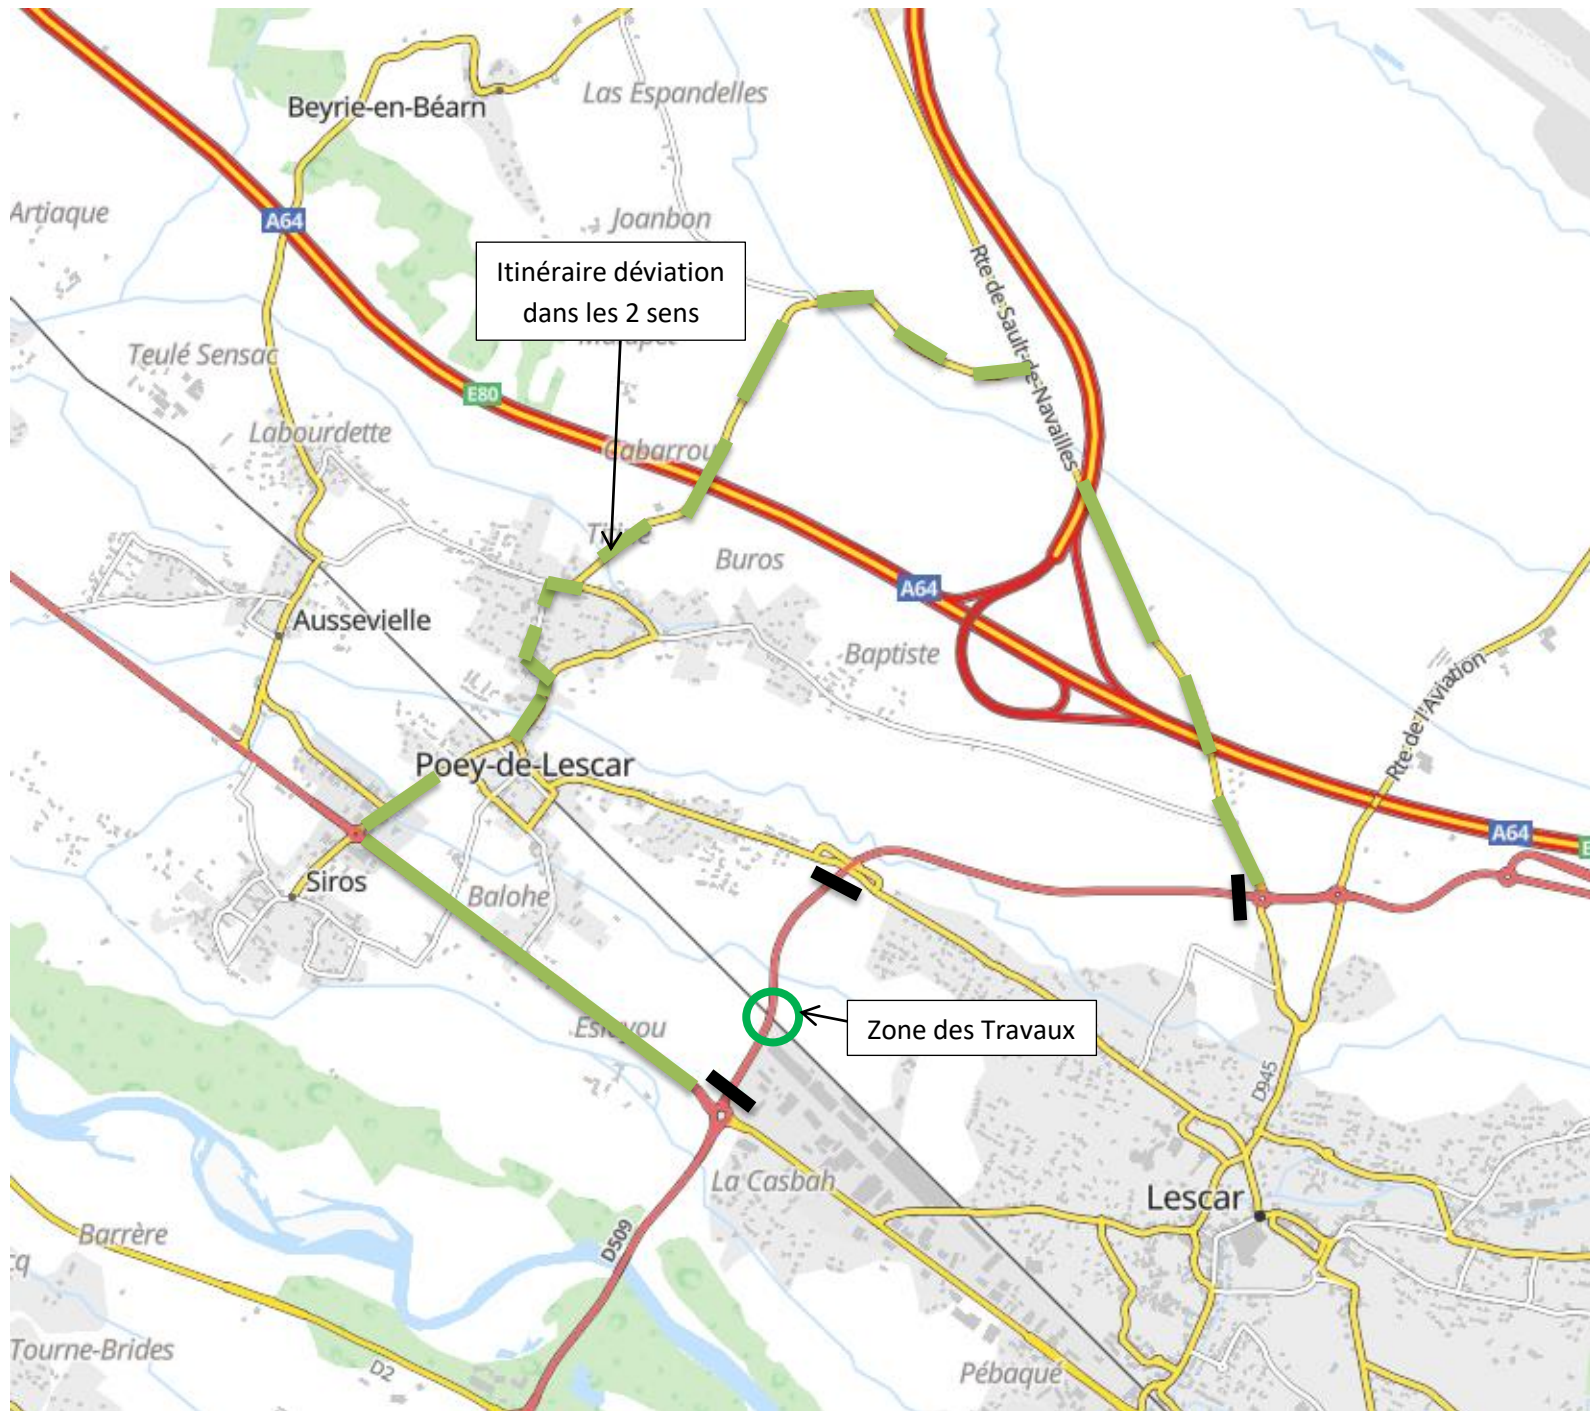 Beyrie-en-Béarn
Las Espandelles
Artiaque
A64
Joanbon
Rte de Sault-de-Navailles
Itinéraire déviation
dans les 2 sens
Teulé Sensac
E80
Labourdette
Cabarrou
Buros
A64
Aussevielle
Baptiste
Rte de l'Aviation
Poey-de-Lescar
A64
E
Siros
Balohe
Zone des Travaux
D945
La Casbah
Lescar
Barrère
D509
cq
Tourne-Brides
D2
Pébaqué